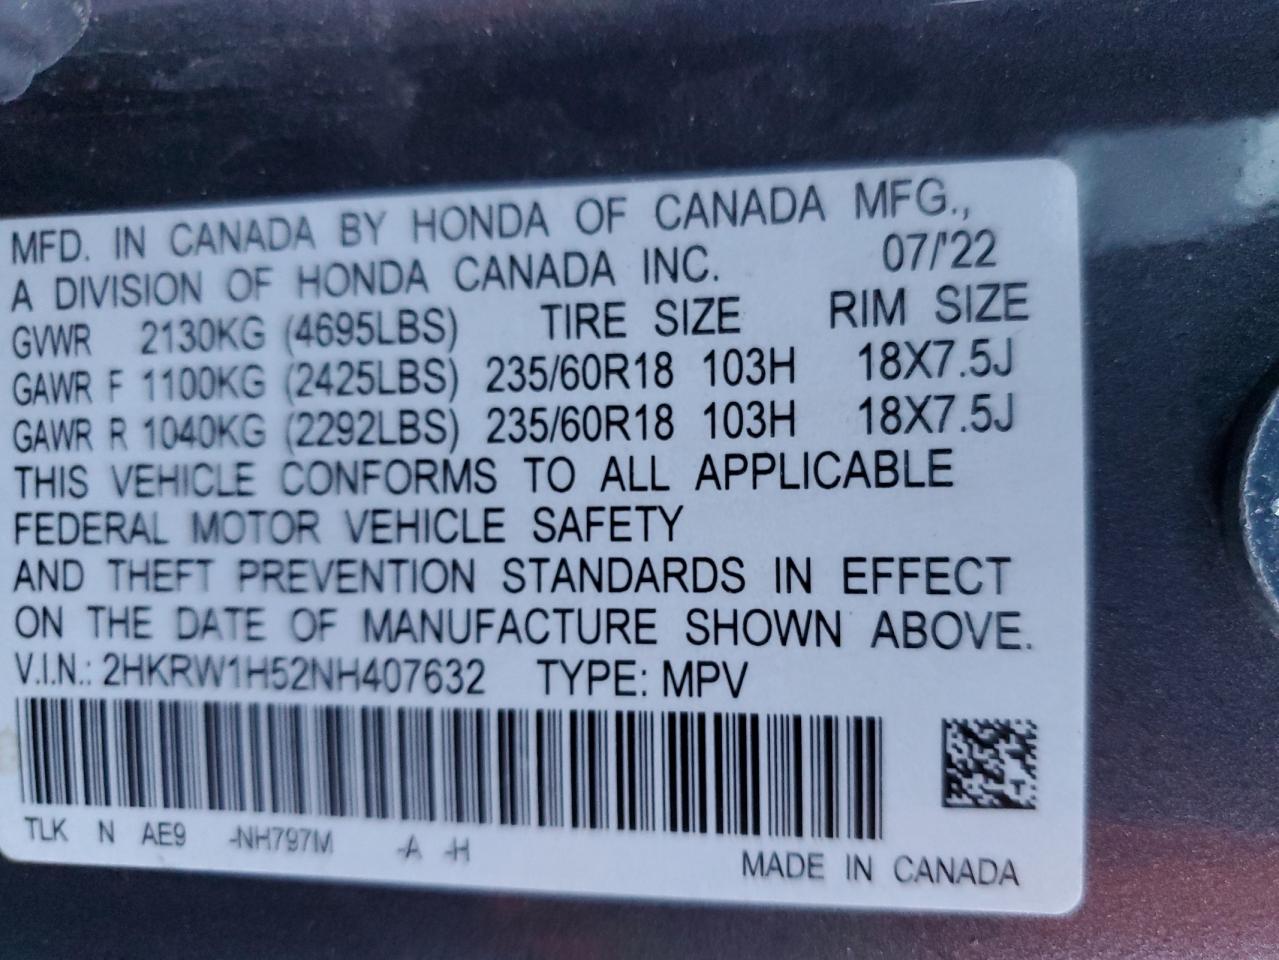 MFD. IN CANADA BY HONDA OF CANADA MFG.,
A DIVISION OF HONDA CANADA INC. 07/'22
GVWR 2130KG (4695LBS) TIRE SIZE RIM SIZE
GAWR F 1100KG (2425LBS) 235/60R18 103H 18X7.5J
GAWR R 1040KG (2292LBS) 235/60R18 103H 18X7.5J
THIS VEHICLE CONFORMS TO ALL APPLICABLE
FEDERAL MOTOR VEHICLE SAFETY
AND THEFT PREVENTION STANDARDS IN EFFECT
ON THE DATE OF MANUFACTURE SHOWN ABOVE.
V.I.N.: 2HKRW1H52NH407632 TYPE: MPV
TLK N AE9 -NH797M -A -H
MADE IN CANADA